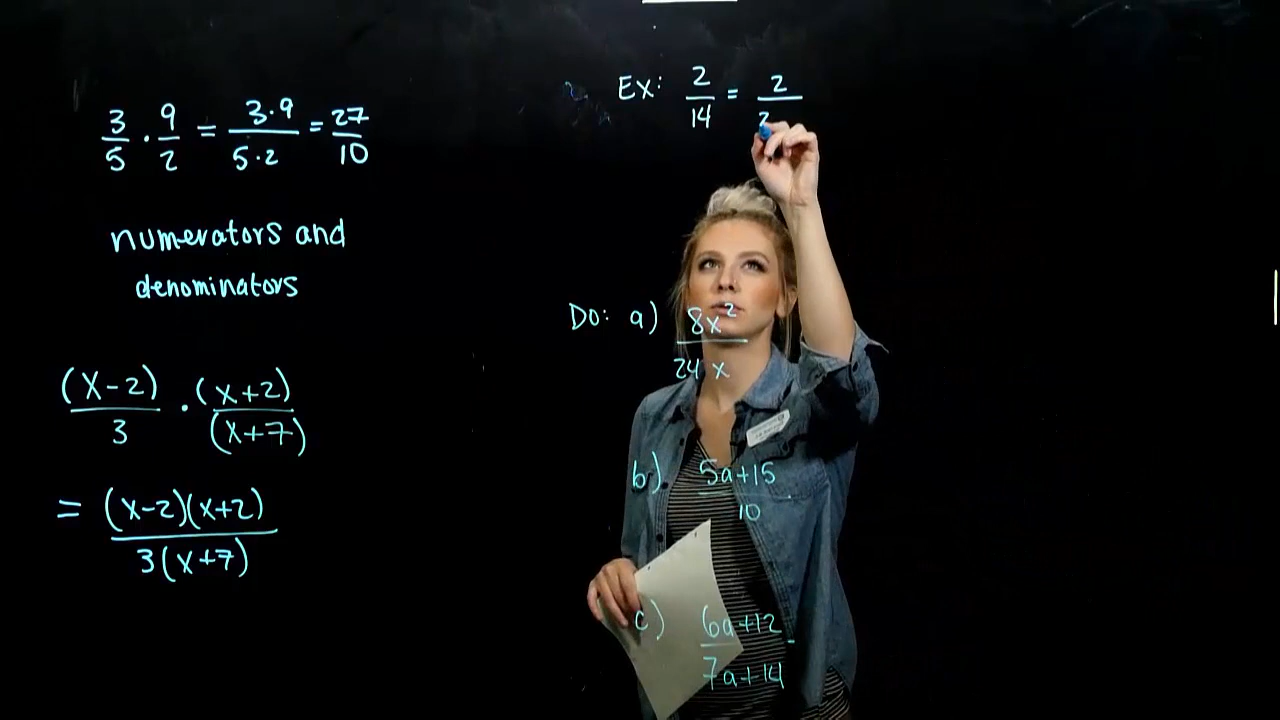 3/5 · 9/2 = 3·9/5·2 = 27/10
numerators and
denominators
(x-2)/3 · (x+2)/(x+7)
= (x-2)(x+2)/3(x+7)
Ex: 2/14 = 2/2
Do: a) 8x²/24x
b) 5a+15/10
c) 6a+12/7a+14